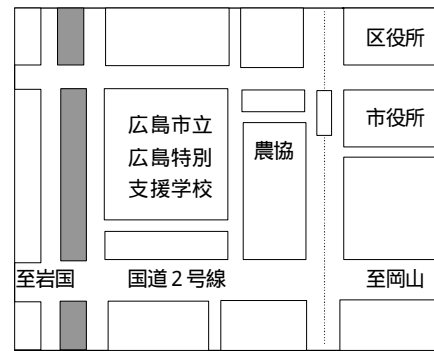 区役所
市役所
広島市立
広島特別
支援学校
農協
至岩国
国道2号線
至岡山